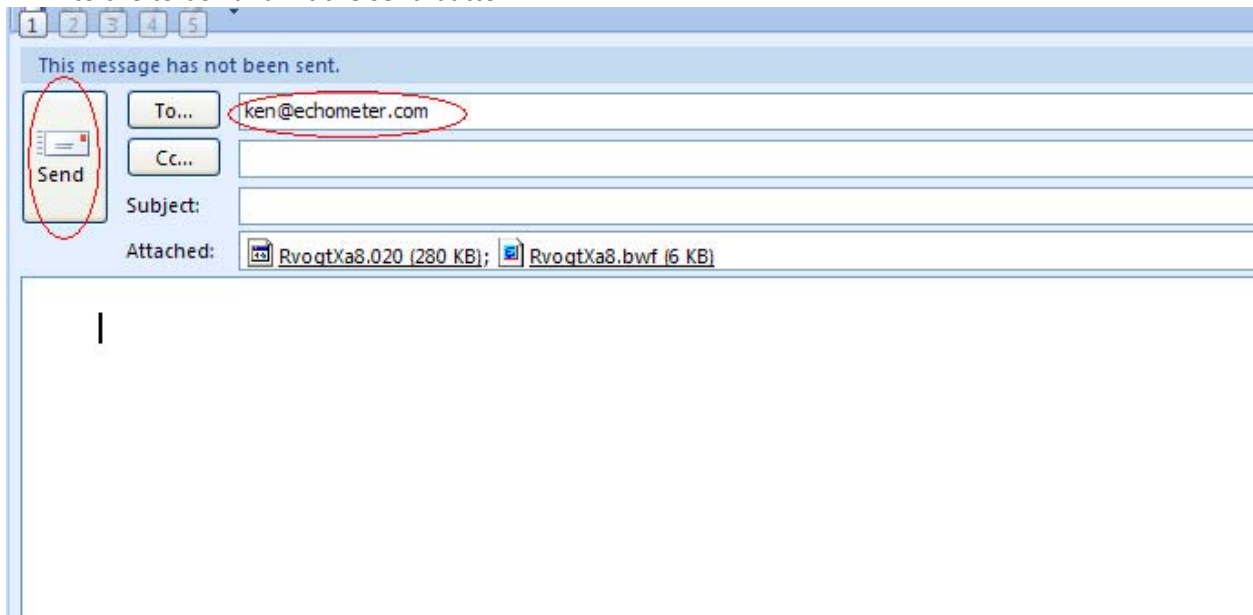 1 2 3 4 5
This message has not been sent.
To... ken@echometer.com
Cc...
Send
Subject:
Attached: RvogtXa8.020 (280 KB); RvogtXa8.bwf (6 KB)